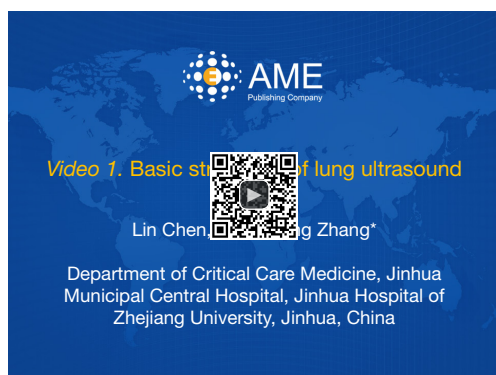 AME
Publishing Company
Video 1. Basic of lung ultrasound
Lin Chen, Zhang*
Department of Critical Care Medicine, Jinhua
Municipal Central Hospital, Jinhua Hospital of
Zhejiang University, Jinhua, China